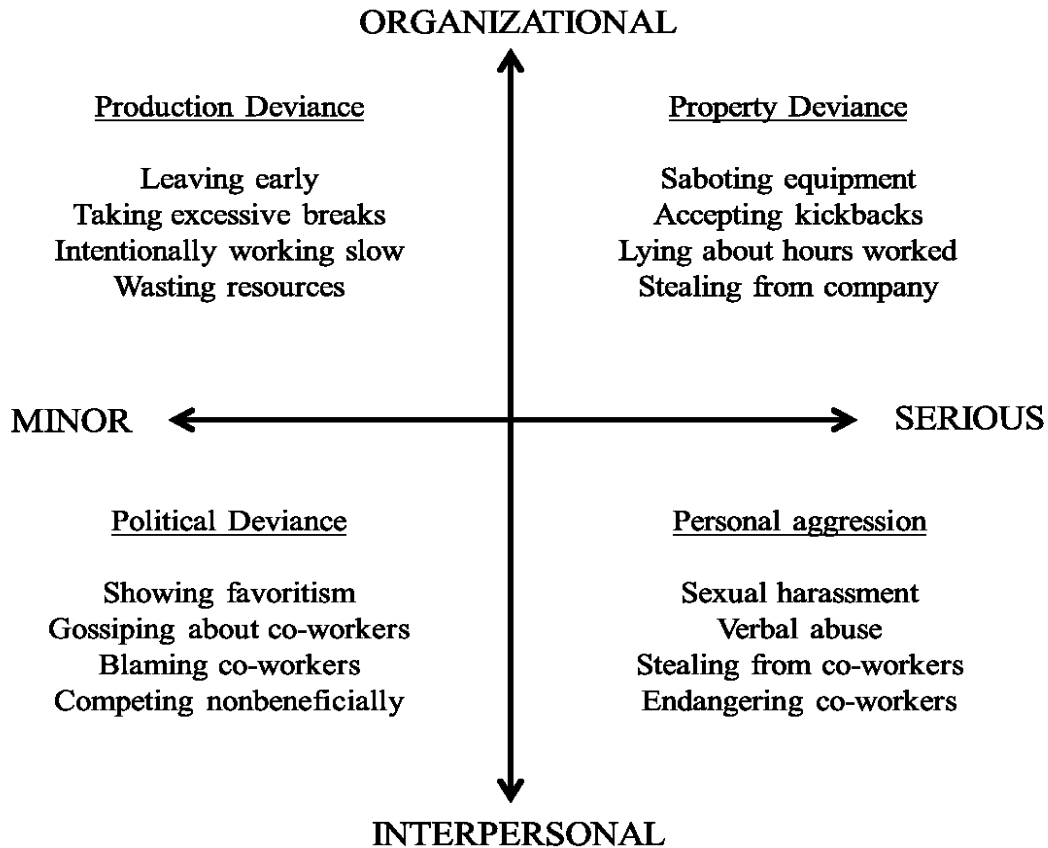 ORGANIZATIONAL
Production Deviance
Leaving early
Taking excessive breaks
Intentionally working slow
Wasting resources
Property Deviance
Saboting equipment
Accepting kickbacks
Lying about hours worked
Stealing from company
MINOR
SERIOUS
Political Deviance
Showing favoritism
Gossiping about co-workers
Blaming co-workers
Competing nonbeneficially
Personal aggression
Sexual harassment
Verbal abuse
Stealing from co-workers
Endangering co-workers
INTERPERSONAL